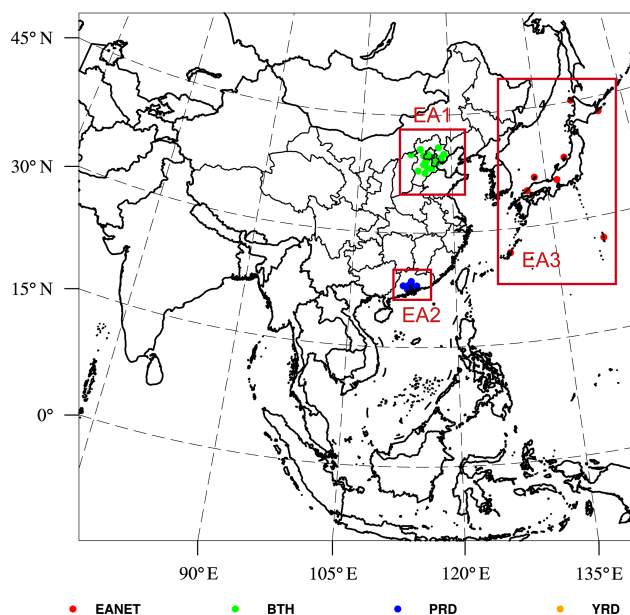 45° N
30° N
15° N
0°
EA1
EA2
EA3
90° E
105° E
120° E
135° E
EANET
BTH
PRD
YRD